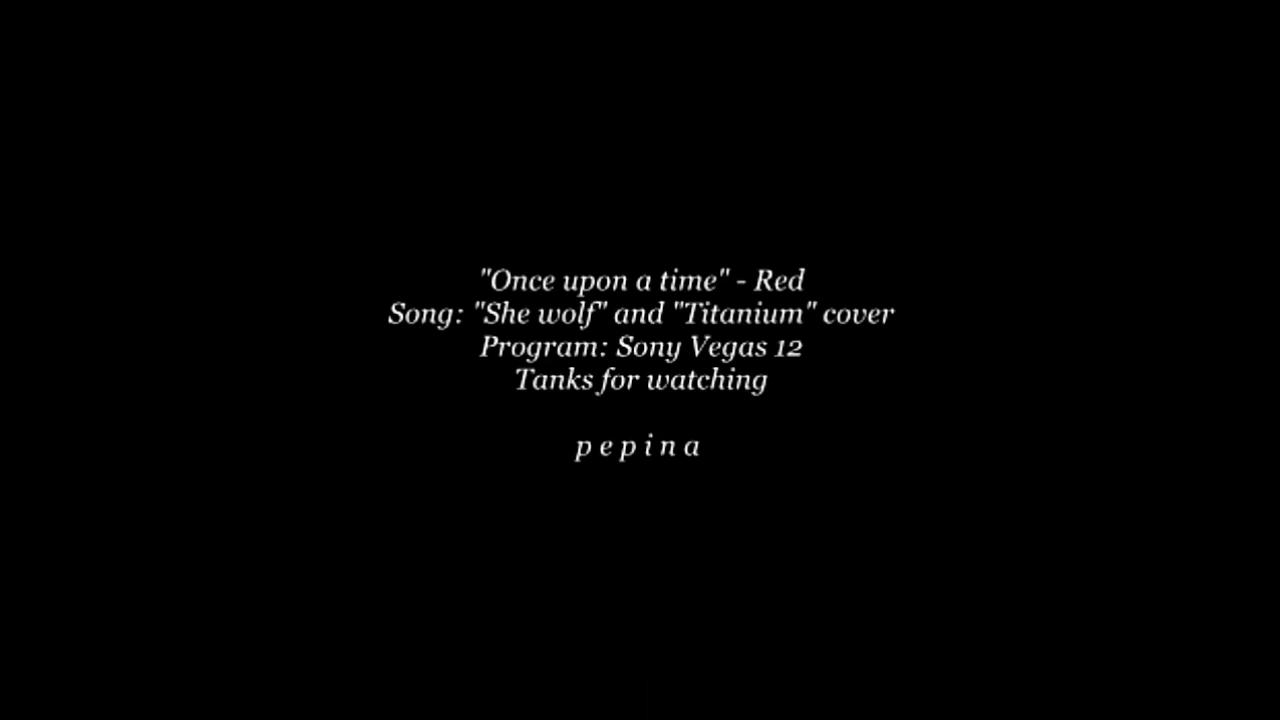 "Once upon a time" - Red
Song: "She wolf" and "Titanium" cover
Program: Sony Vegas 12
Tanks for watching
p e p i n a